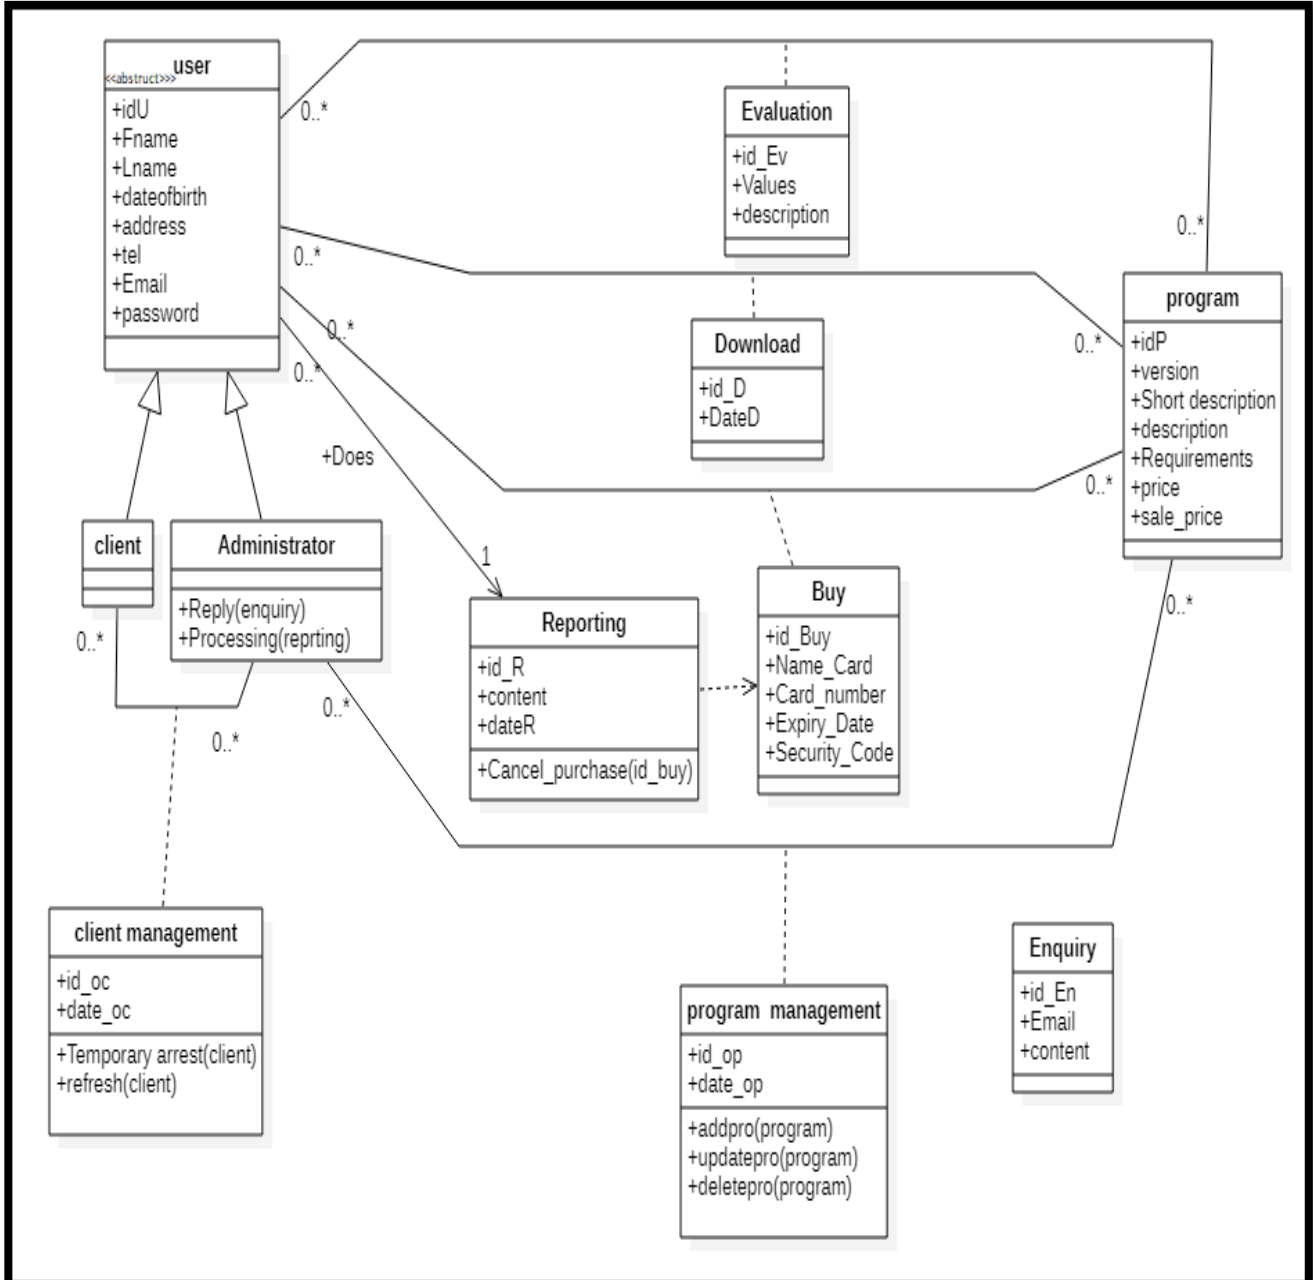 user
<<abstruct>>>
+idU
+Fname
+Lname
+dateofbirth
+address
+tel
+Email
+password
0..*
0..*
0..*
0..*
Evaluation
+id_Ev
+Values
+description
0..*
0..*
0..*
program
+idP
+version
+Short description
+description
+Requirements
+price
+sale_price
Download
+id_D
+DateD
+Does
1
client
Administrator
+Reply(enquiry)
+Processing(reprting)
0..*
0..*
0..*
0..*
Reporting
+id_R
+content
+dateR
+Cancel_purchase(id_buy)
Buy
+id_Buy
+Name_Card
+Card_number
+Expiry_Date
+Security_Code
client management
+id_oc
+date_oc
+Temporary arrest(client)
+refresh(client)
program management
+id_op
+date_op
+addpro(program)
+updatepro(program)
+deletepro(program)
Enquiry
+id_En
+Email
+content